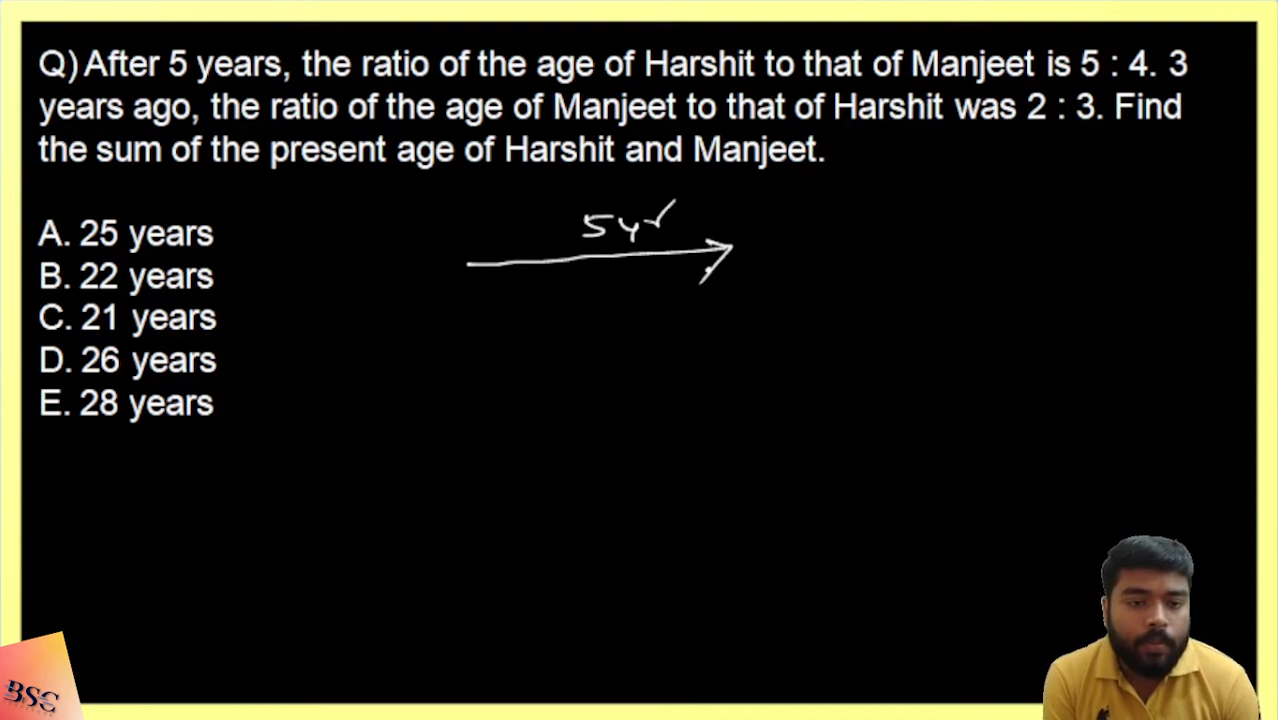 Q) After 5 years, the ratio of the age of Harshit to that of Manjeet is 5 : 4. 3
years ago, the ratio of the age of Manjeet to that of Harshit was 2 : 3. Find
the sum of the present age of Harshit and Manjeet.
5yr
A. 25 years
B. 22 years
C. 21 years
D. 26 years
E. 28 years
BSC